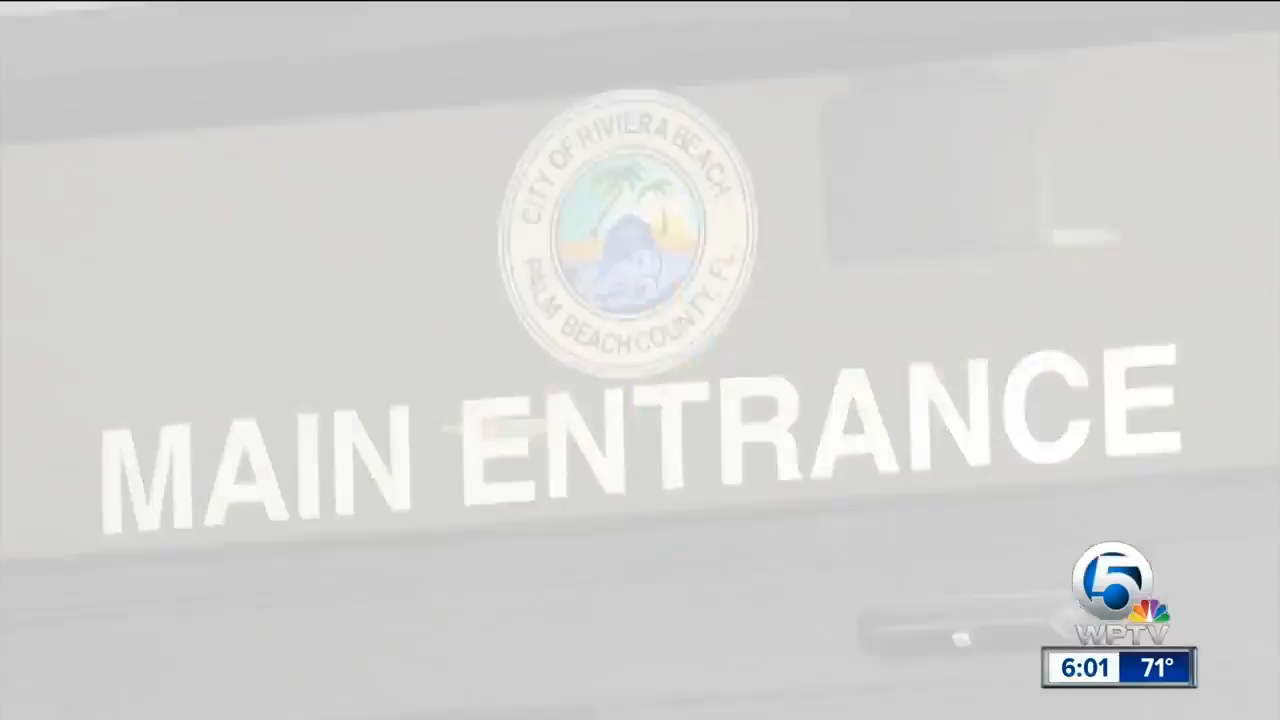 CITY OF RIVIERA BEACH
PALM BEACH COUNTY, FL.
MAIN ENTRANCE
5
WPTV
6:01 71°